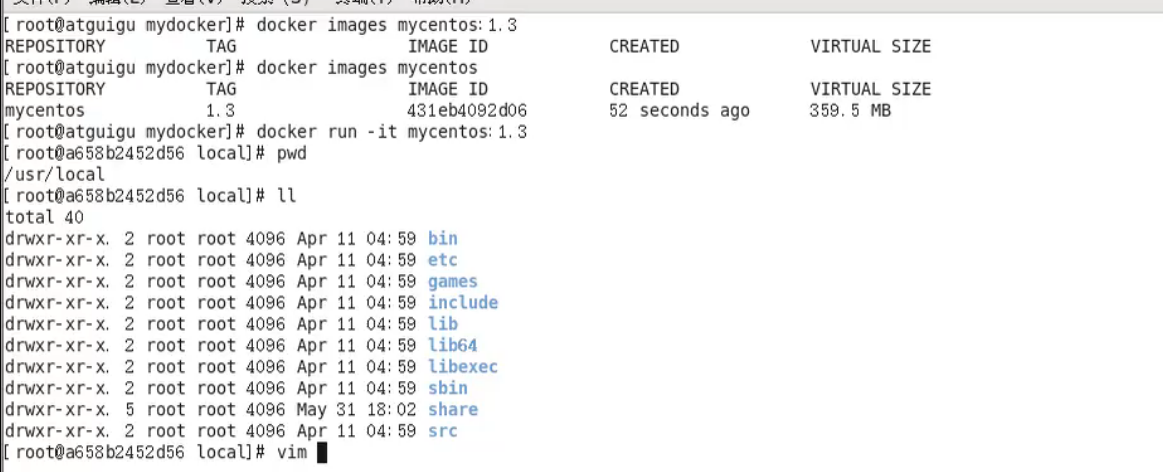 [root@atguigu mydocker]# docker images mycentos:1.3
REPOSITORY TAG IMAGE ID CREATED VIRTUAL SIZE
[root@atguigu mydocker]# docker images mycentos
REPOSITORY TAG IMAGE ID CREATED VIRTUAL SIZE
mycentos 1.3 431eb4092d06 52 seconds ago 359.5 MB
[root@atguigu mydocker]# docker run -it mycentos:1.3
[root@a658b2452d56 local]# pwd
/usr/local
[root@a658b2452d56 local]# ll
total 40
drwxr-xr-x. 2 root root 4096 Apr 11 04:59 bin
drwxr-xr-x. 2 root root 4096 Apr 11 04:59 etc
drwxr-xr-x. 2 root root 4096 Apr 11 04:59 games
drwxr-xr-x. 2 root root 4096 Apr 11 04:59 include
drwxr-xr-x. 2 root root 4096 Apr 11 04:59 lib
drwxr-xr-x. 2 root root 4096 Apr 11 04:59 lib64
drwxr-xr-x. 2 root root 4096 Apr 11 04:59 libexec
drwxr-xr-x. 2 root root 4096 Apr 11 04:59 sbin
drwxr-xr-x. 5 root root 4096 May 31 18:02 share
drwxr-xr-x. 2 root root 4096 Apr 11 04:59 src
[root@a658b2452d56 local]# vim